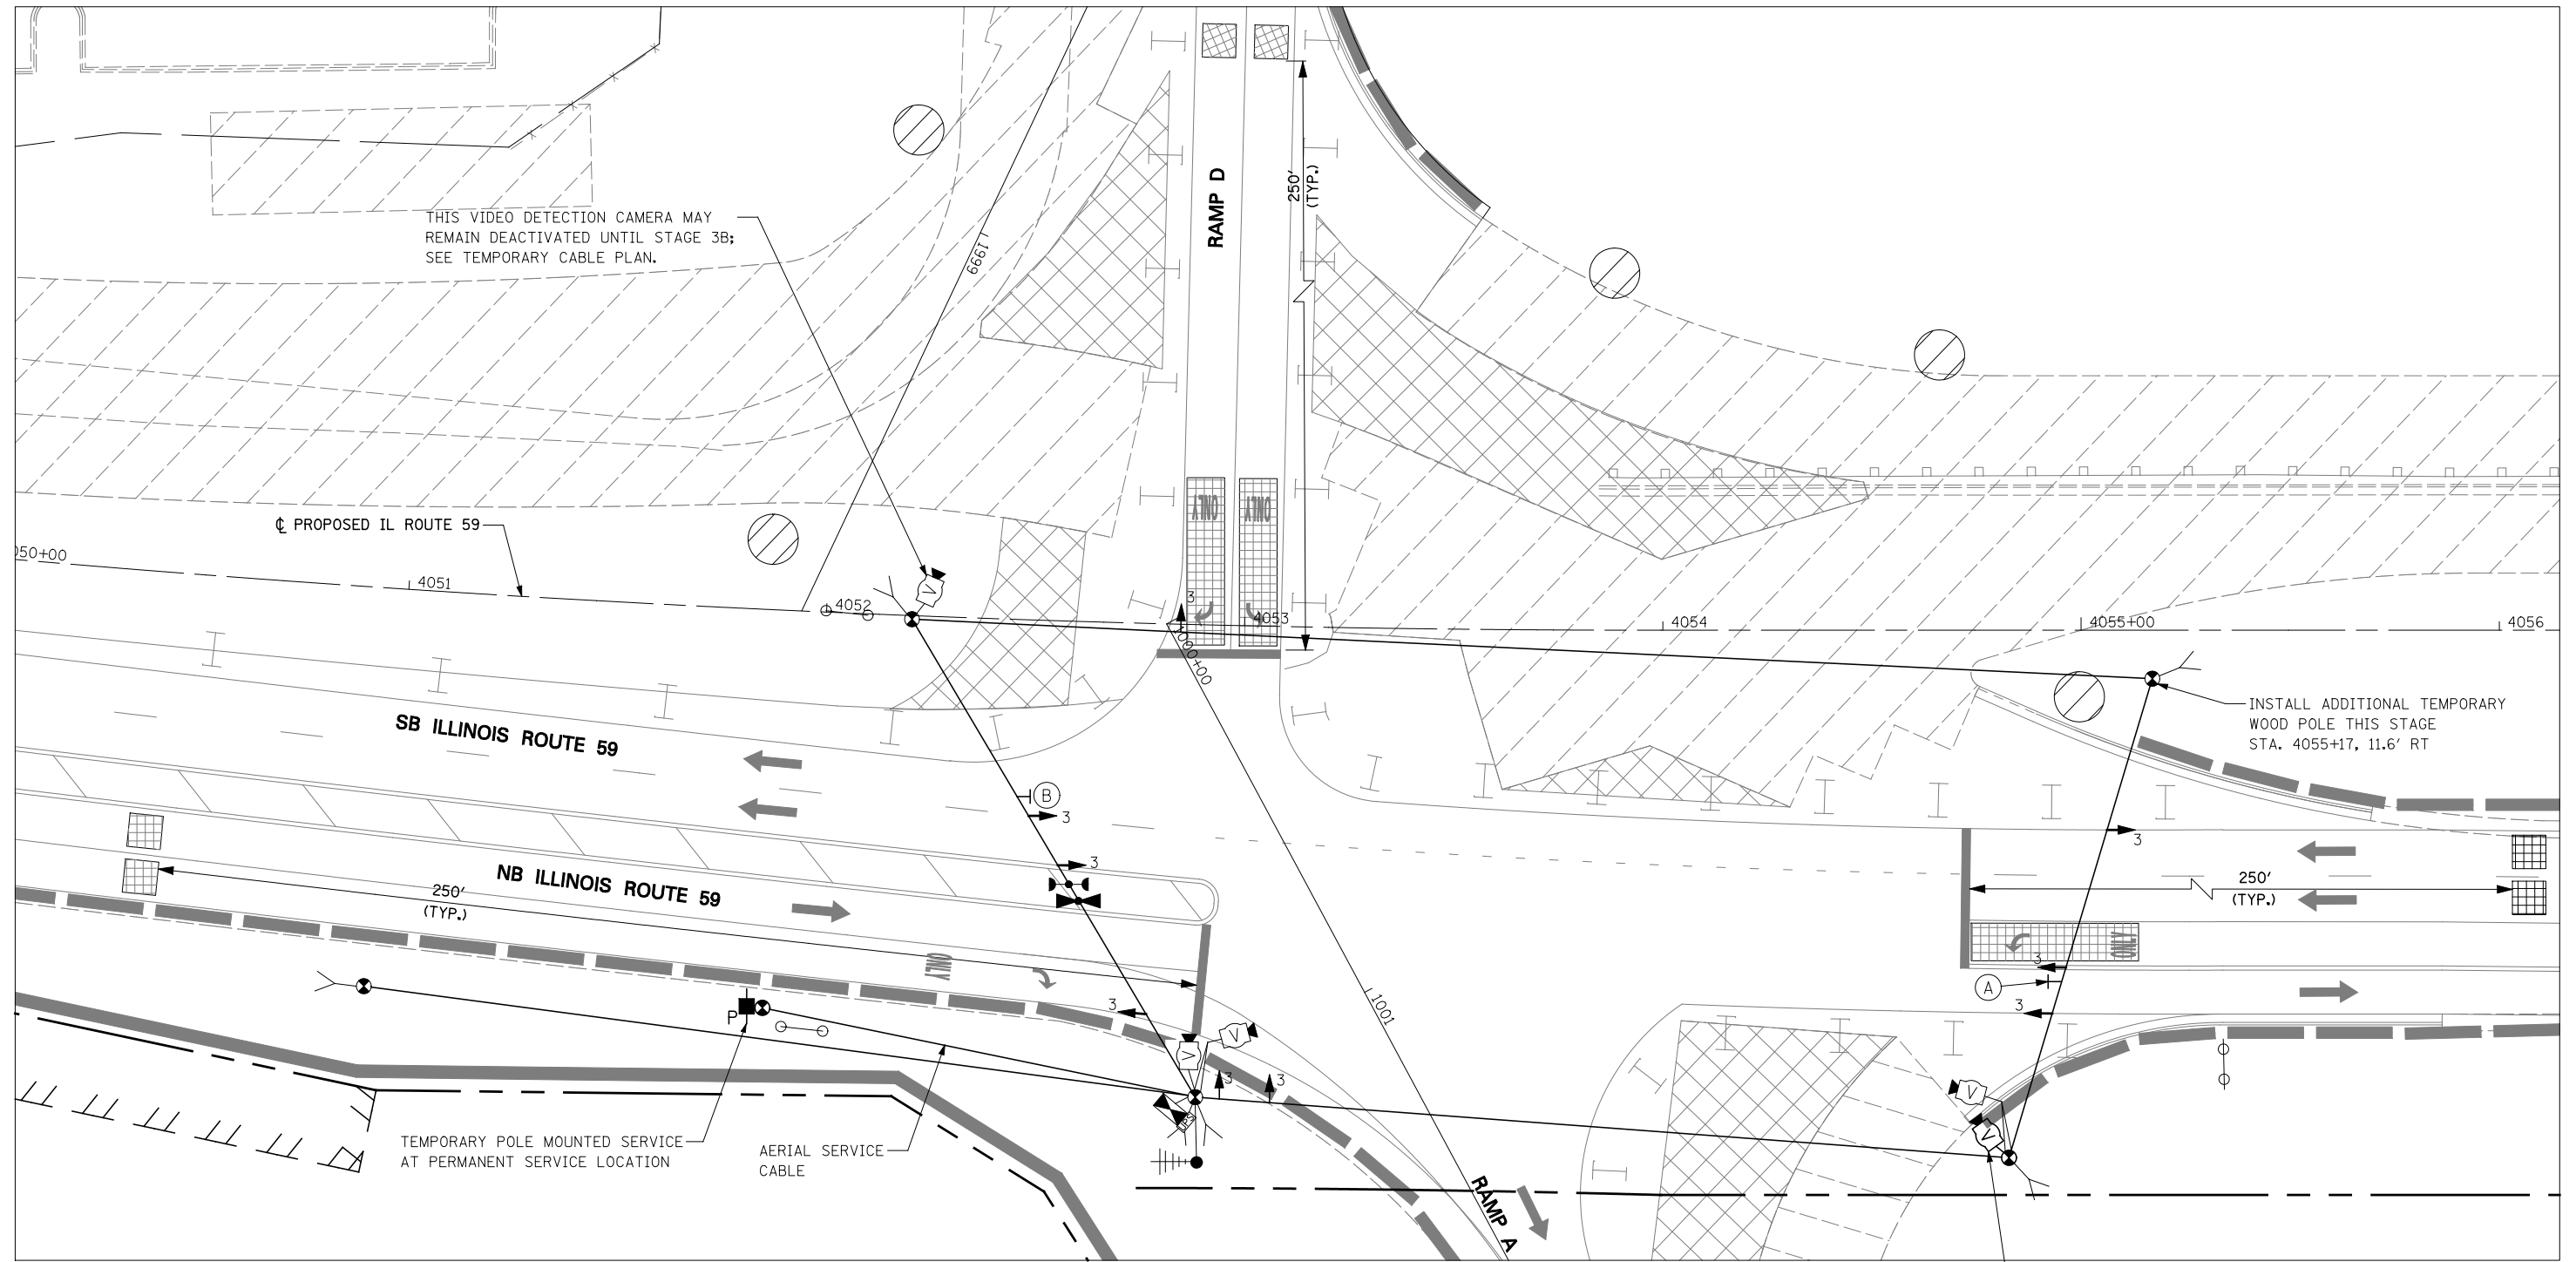 THIS VIDEO DETECTION CAMERA MAY
REMAIN DEACTIVATED UNTIL STAGE 3B;
SEE TEMPORARY CABLE PLAN.
1999
RAMP D
250'
(TYP.)
ONLY
ONLY
℄ PROPOSED IL ROUTE 59
050+00
4051
4052
V
3
4053
1000+00
4054
4055+00
4056
INSTALL ADDITIONAL TEMPORARY
WOOD POLE THIS STAGE
STA. 4055+17, 11.6' RT
SB ILLINOIS ROUTE 59
B
3
3
3
NB ILLINOIS ROUTE 59
250'
(TYP.)
250'
(TYP.)
ONLY
ONLY
3
A
3
3
P
V
V
3
3
UPS
1001
V
V
TEMPORARY POLE MOUNTED SERVICE
AT PERMANENT SERVICE LOCATION
AERIAL SERVICE
CABLE
RAMP A